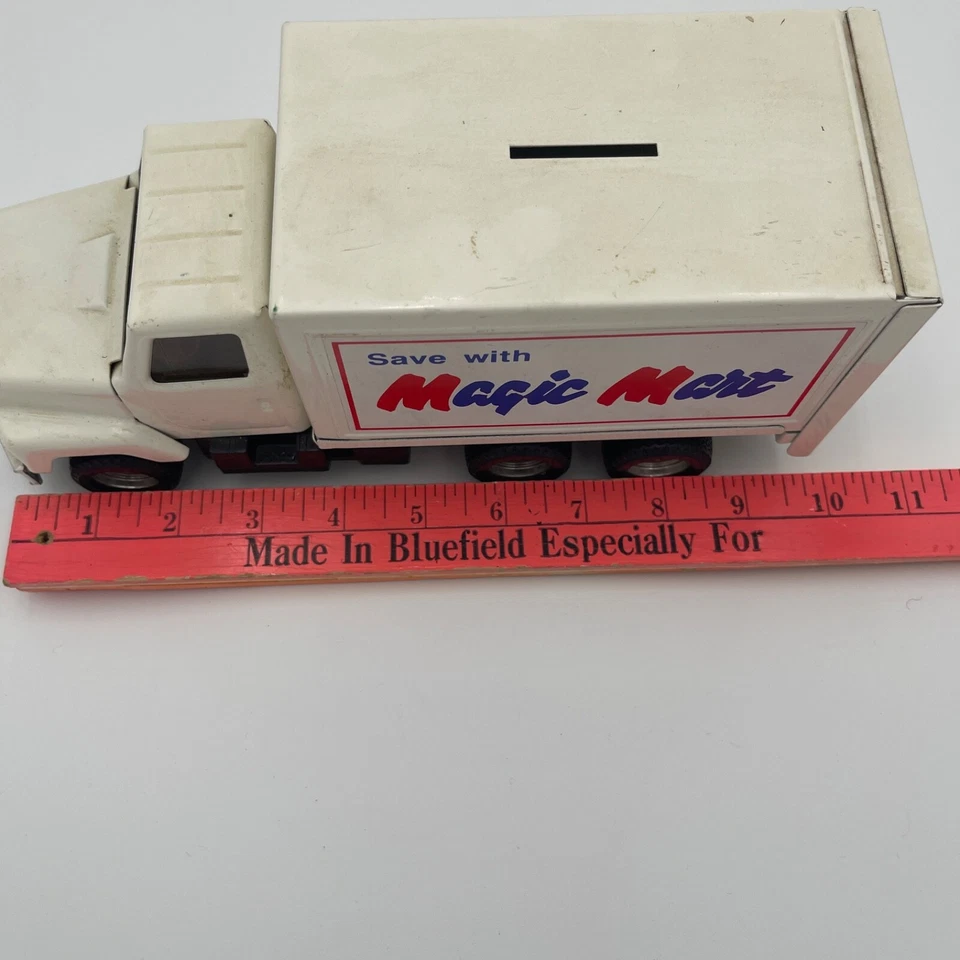 Save with
Magic Mart
1 2 3 4 5 6 7 8 9 10 11
Made In Bluefield Especially For